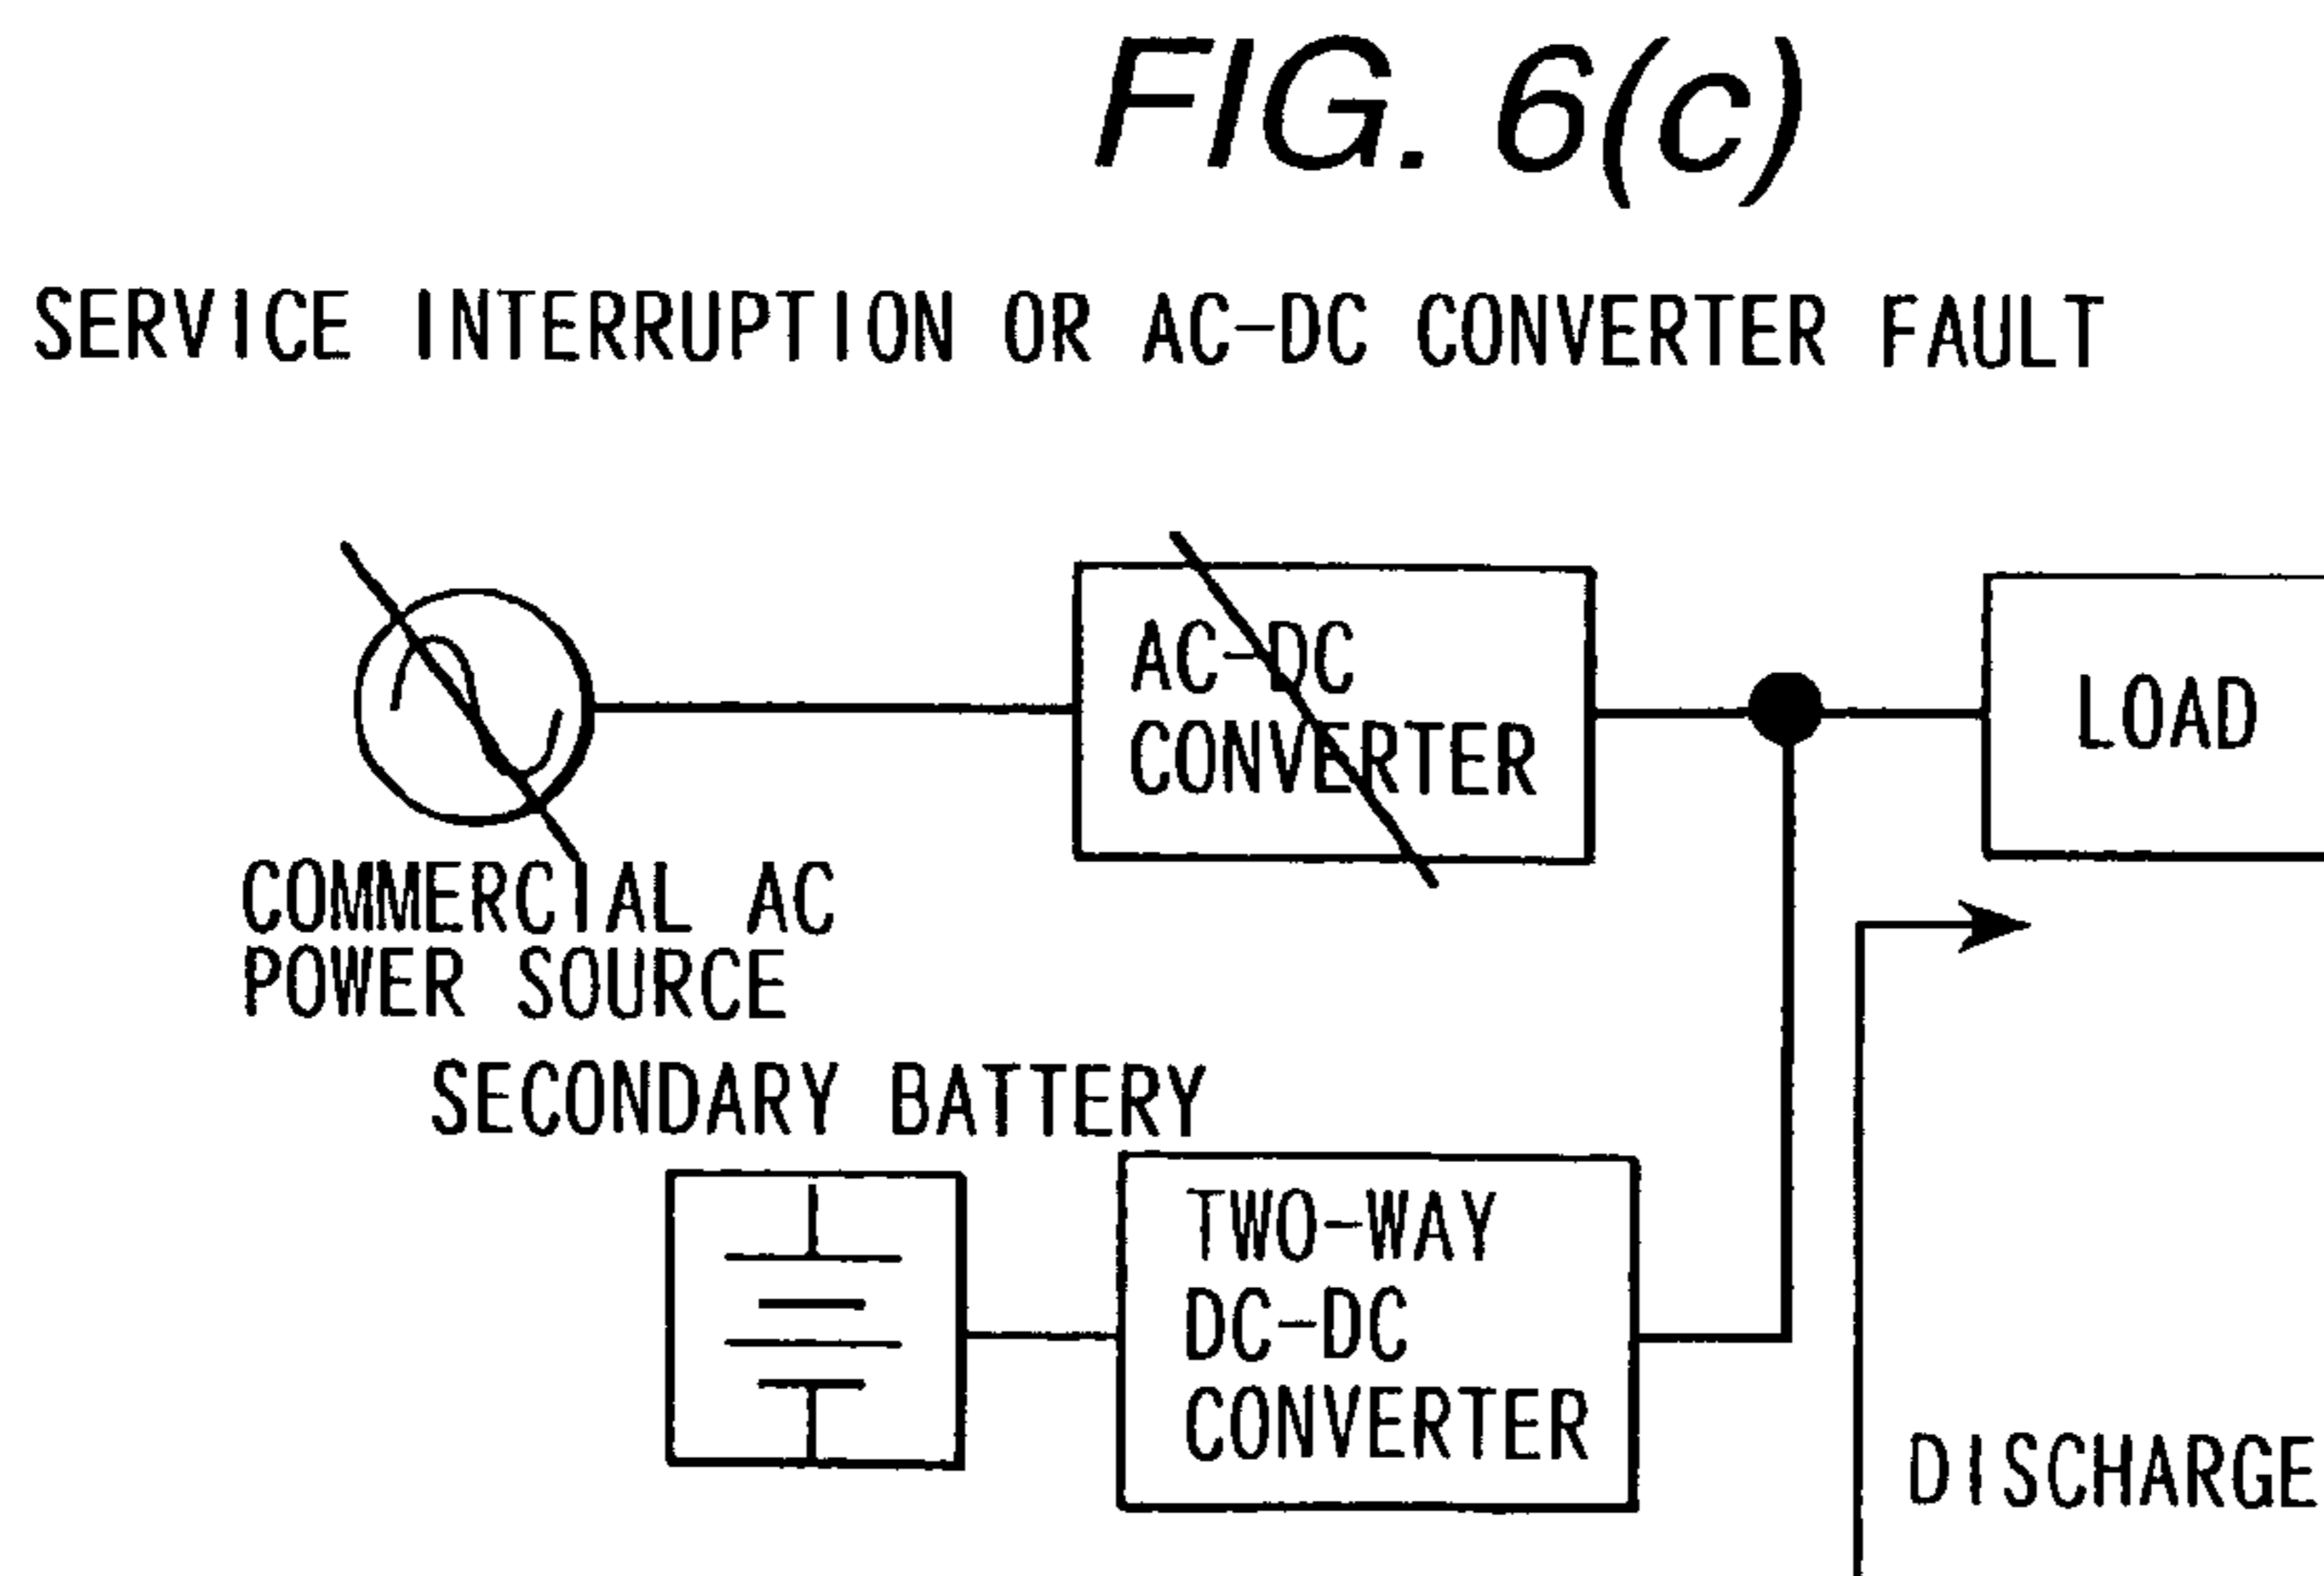 FIG. 6(c)
SERVICE INTERRUPTION OR AC-DC CONVERTER FAULT
AC-DC
CONVERTER
LOAD
COMMERCIAL AC
POWER SOURCE
SECONDARY BATTERY
TWO-WAY
DC-DC
CONVERTER
DISCHARGE